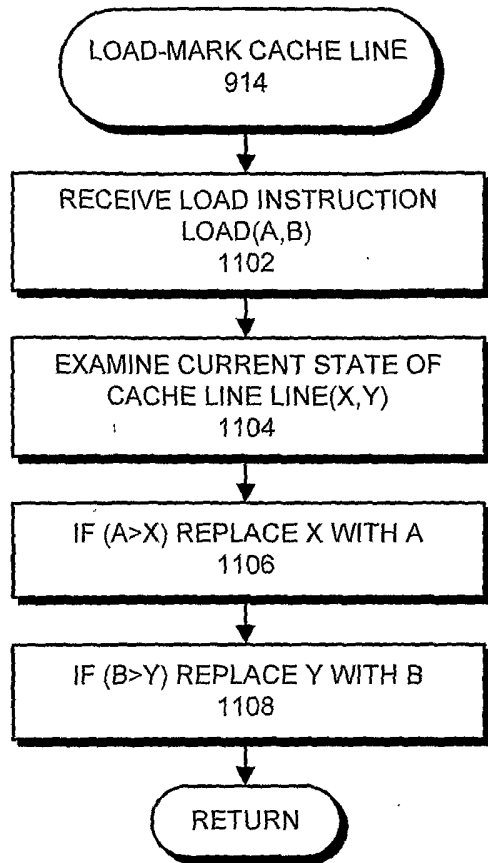 LOAD-MARK CACHE LINE
914
RECEIVE LOAD INSTRUCTION
LOAD(A,B)
1102
EXAMINE CURRENT STATE OF
CACHE LINE LINE(X,Y)
1104
IF (A>X) REPLACE X WITH A
1106
IF (B>Y) REPLACE Y WITH B
1108
RETURN